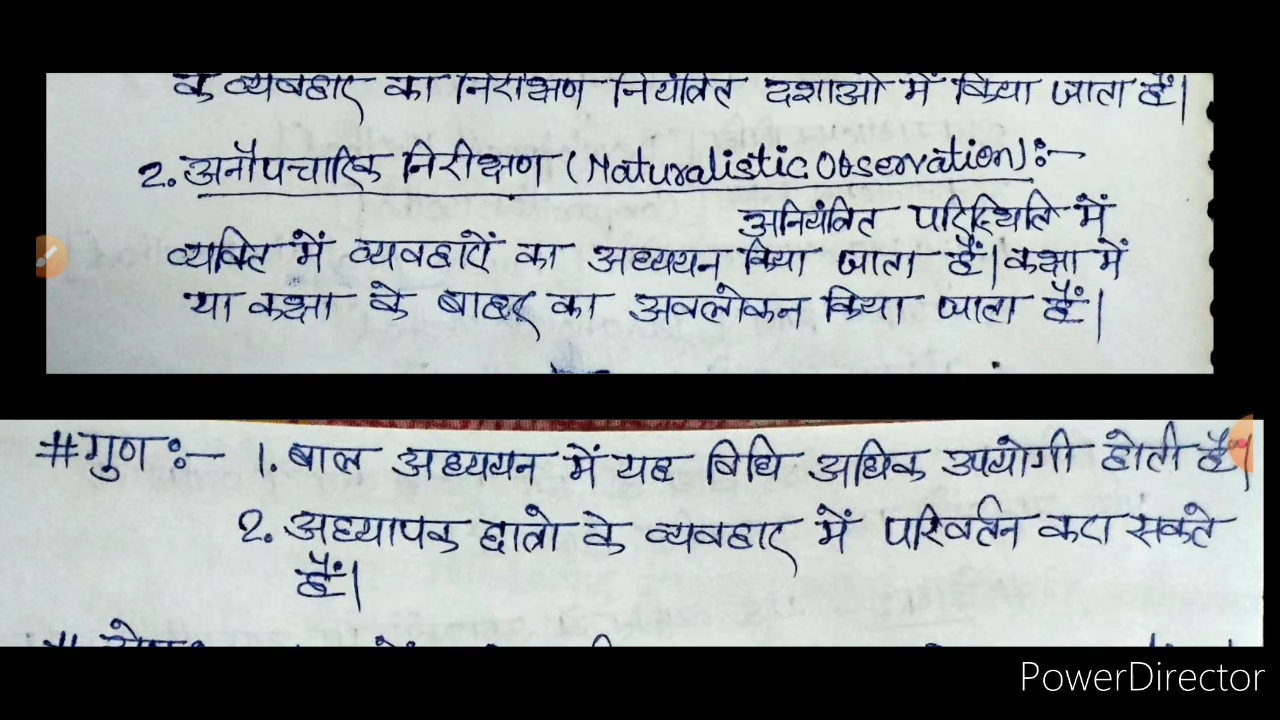 के व्यवहार का निरीक्षण नियंत्रित दशाओं में किया जाता हैं।
2. अनौपचारिक निरीक्षण (Naturalistic Observation):-
अनियंत्रित परिस्थिति में
व्यक्ति में व्यवहारों का अध्ययन किया जाता हैं। कक्षा में
या कक्षा के बाहर का अवलोकन किया जाता हैं।
#गुण:- 1. बाल अध्ययन में यह विधि अधिक उपयोगी होती है।
2. अध्यापक छात्रो के व्यवहार में परिवर्तन करा सकते
हैं।
PowerDirector